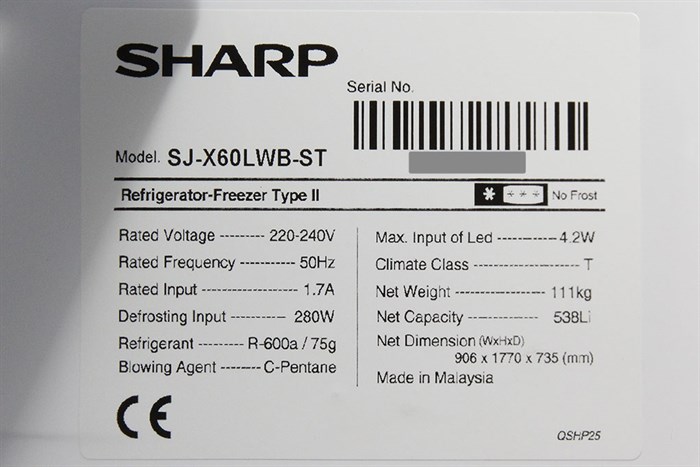 SHARP
Serial No.
Model. SJ-X60LWB-ST
Refrigerator-Freezer Type II
No Frost
Rated Voltage -------- 220-240V
Rated Frequency ----------- 50Hz
Rated Input ---------------- 1.7A
Defrosting Input --------- 280W
Refrigerant -------- R-600a / 75g
Blowing Agent ------- C-Pentane
Max. Input of Led ----------- 4.2W
Climate Class -------------------- T
Net Weight ---------------- 111kg
Net Capacity -------------- 538Li
Net Dimension (WxHxD)
906 x 1770 x 735 (mm)
Made in Malaysia
CE
QSHP25